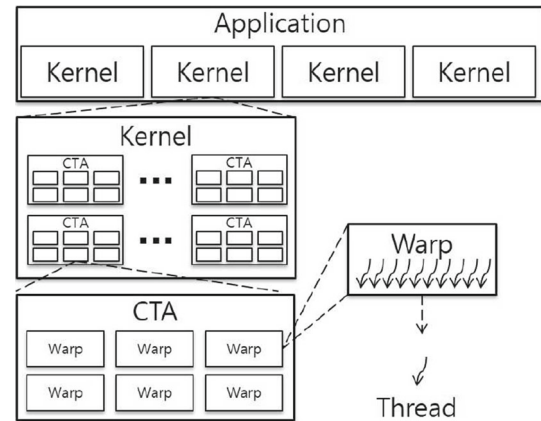 Application
Kernel Kernel Kernel Kernel
Kernel
CTA CTA
CTA CTA
Warp
CTA
Warp Warp Warp
Warp Warp Warp
Thread